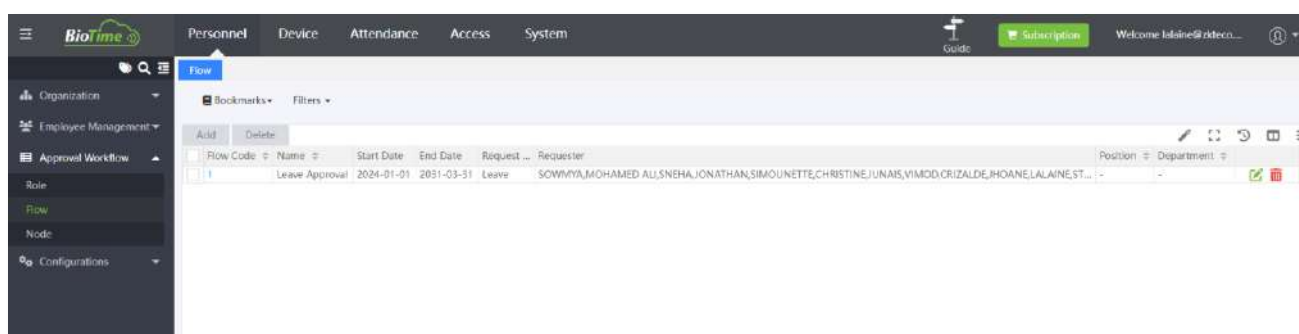 BioTime Personnel Device Attendance Access System Guide Subscription Welcome lalaine@zkteco....
Flow
Organization Bookmarks Filters
Employee Management Add Delete
Flow Code Name Start Date End Date Request ... Requester Position Department
Approval Workflow 1 Leave Approval 2024-01-01 2031-03-31 Leave SOWMYA,MOHAMED ALI,SNEHA,JONATHAN,SIMOUNETTE,CHRISTINE,JUNAIS,VIMOD,CRIZALDE,JHOANE,LALAINE,ST... - -
Role
Flow
Node
Configurations